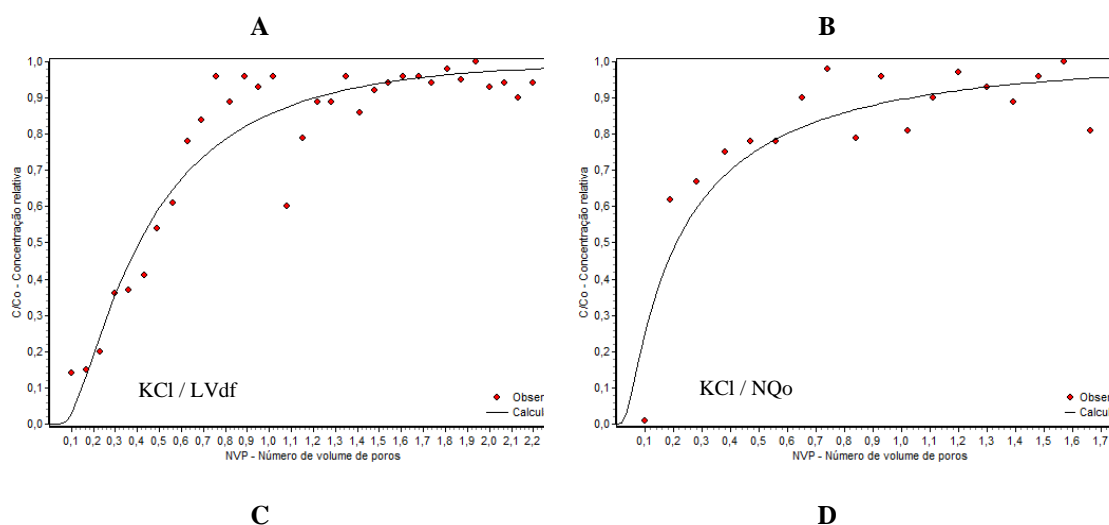 A
B
1,0
0,9
0,8
0,7
0,6
0,5
0,4
0,3
0,2
0,1
0,0
C/Co - Concentração relativa
KCl / LVdf
Obser
Calcul
0,1 0,2 0,3 0,4 0,5 0,6 0,7 0,8 0,9 1,0 1,1 1,2 1,3 1,4 1,5 1,6 1,7 1,8 1,9 2,0 2,1 2,2
NVP - Número de volume de poros
1,0
0,9
0,8
0,7
0,6
0,5
0,4
0,3
0,2
0,1
0,0
C/Co - Concentração relativa
KCl / NQo
Obser
Calcul
0,1 0,2 0,3 0,4 0,5 0,6 0,7 0,8 0,9 1,0 1,1 1,2 1,3 1,4 1,5 1,6 1,7
NVP - Número de volume de poros
C
D